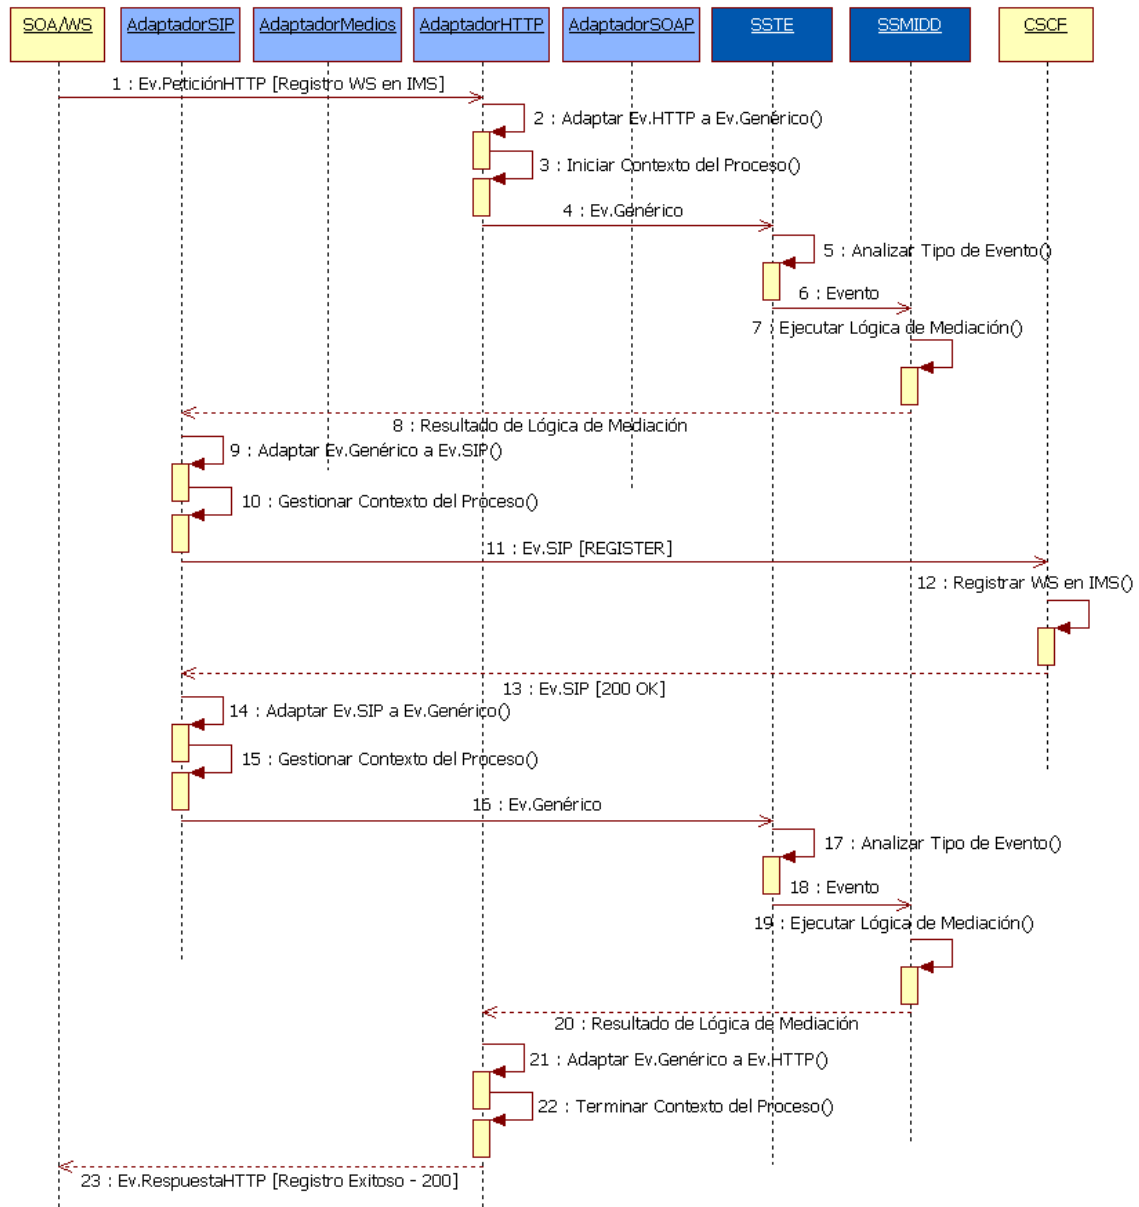 SOA/WS
AdaptadorSIP
AdaptadorMedios
AdaptadorHTTP
AdaptadorSOAP
SSTE
SSMIDD
CSCF
1 : Ev.PeticiónHTTP [Registro WS en IMS]
2 : Adaptar Ev.HTTP a Ev.Genérico()
3 : Iniciar Contexto del Proceso()
4 : Ev.Genérico
5 : Analizar Tipo de Evento()
6 : Evento
7 : Ejecutar Lógica de Mediación()
8 : Resultado de Lógica de Mediación
9 : Adaptar Ev.Genérico a Ev.SIP()
10 : Gestionar Contexto del Proceso()
11 : Ev.SIP [REGISTER]
12 : Registrar WS en IMS()
13 : Ev.SIP [200 OK]
14 : Adaptar Ev.SIP a Ev.Genérico()
15 : Gestionar Contexto del Proceso()
16 : Ev.Genérico
17 : Analizar Tipo de Evento()
18 : Evento
19 : Ejecutar Lógica de Mediación()
20 : Resultado de Lógica de Mediación
21 : Adaptar Ev.Genérico a Ev.HTTP()
22 : Terminar Contexto del Proceso()
23 : Ev.RespuestaHTTP [Registro Exitoso - 200]